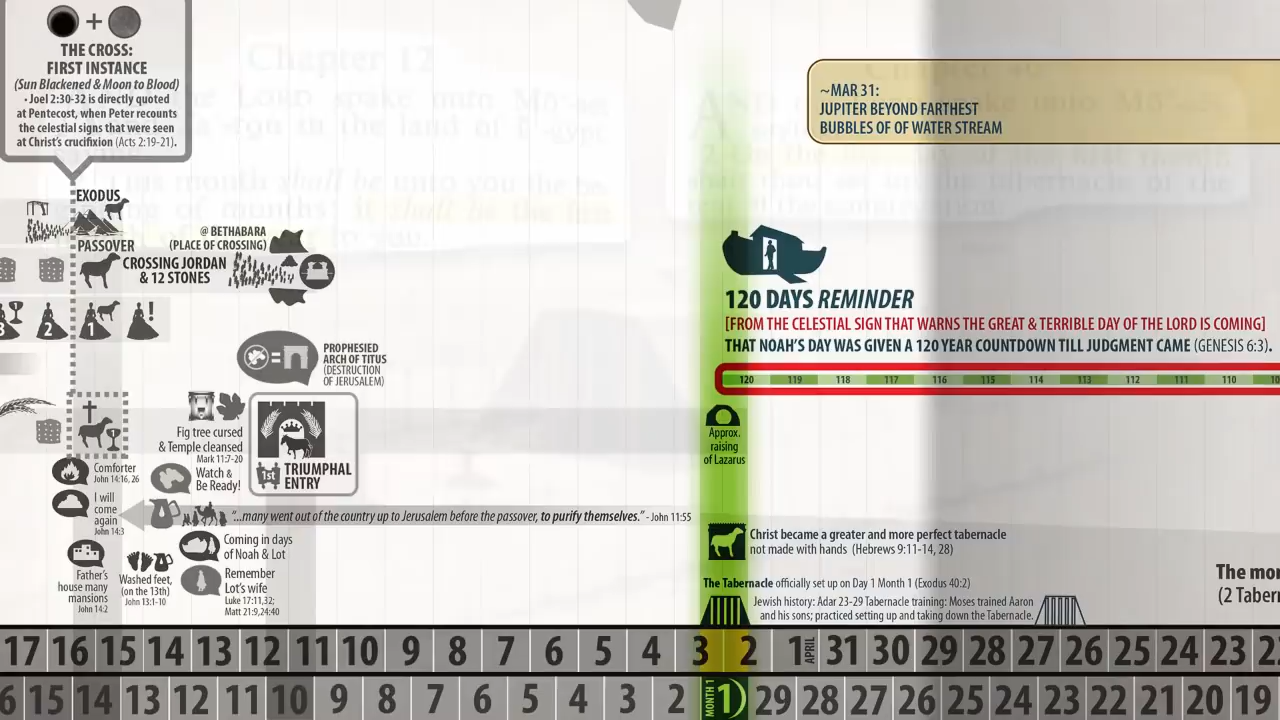 +
THE CROSS:
FIRST INSTANCE
(Sun Blackened & Moon to Blood)
• Joel 2:30-32 is directly quoted
at Pentecost, when Peter recounts
the celestial signs that were seen
at Christ's crucifixion (Acts 2:19-21).
Chapter 12
~MAR 31:
JUPITER BEYOND FARTHEST
BUBBLES OF OF WATER STREAM
EXODUS
PASSOVER
@ BETHABARA
(PLACE OF CROSSING)
CROSSING JORDAN
& 12 STONES
3 2 1 !
=
PROPHESIED
ARCH OF TITUS
(DESTRUCTION
OF JERUSALEM)
120 DAYS REMINDER
[FROM THE CELESTIAL SIGN THAT WARNS THE GREAT & TERRIBLE DAY OF THE LORD IS COMING]
THAT NOAH'S DAY WAS GIVEN A 120 YEAR COUNTDOWN TILL JUDGMENT CAME (GENESIS 6:3).
120 119 118 117 116 115 114 113 112 111 110 10
Approx.
raising
of Lazarus
Fig tree cursed
& Temple cleansed
Mark 11:7-20
Watch &
Be Ready!
1st
TRIUMPHAL
ENTRY
Comforter
John 14:16, 26
I will
come
again
John 14:3
"...many went out of the country up to Jerusalem before the passover, to purify themselves." - John 11:55
Father's
house many
mansions
John 14:2
Washed feet,
(on the 13th)
John 13:1-10
Coming in days
of Noah & Lot
Remember
Lot's wife
Luke 17:11,32;
Matt 21:9,24:40
Christ became a greater and more perfect tabernacle
not made with hands (Hebrews 9:11-14, 28)
The Tabernacle officially set up on Day 1 Month 1 (Exodus 40:2)
Jewish history: Adar 23-29 Tabernacle training: Moses trained Aaron
and his sons; practiced setting up and taking down the Tabernacle.
The mor
(2 Tabern
17 16 15 14 13 12 11 10 9 8 7 6 5 4 3 2 1 APRIL 31 30 29 28 27 26 25 24 23 22
6 15 14 13 12 11 10 9 8 7 6 5 4 3 2 MONTH 1 1 29 28 27 26 25 24 23 22 21 20 19